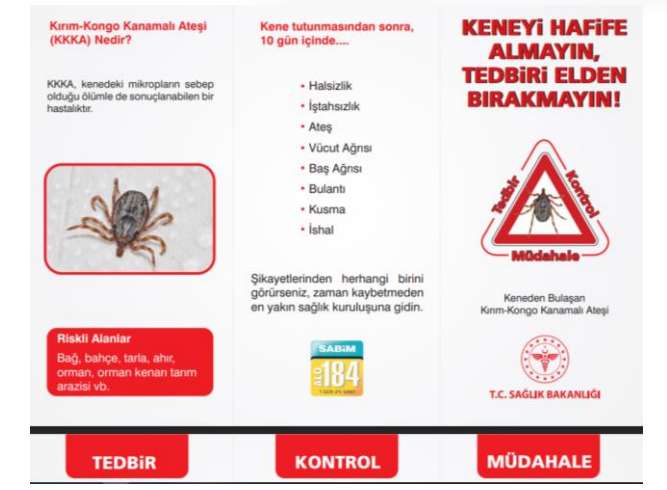 Kırım-Kongo Kanamalı Ateşi
(KKKA) Nedir?
KKKA, kenedeki mikropların sebep
olduğu ölümle de sonuçlanabilen bir
hastalıktır.
Riskli Alanlar
Bağ, bahçe, tarla, ahır,
orman, orman kenarı tarım
arazisi vb.
Kene tutunmasından sonra,
10 gün içinde....
• Halsizlik
• İştahsızlık
• Ateş
• Vücut Ağrısı
• Baş Ağrısı
• Bulantı
• Kusma
• İshal
Şikayetlerinden herhangi birini
görürseniz, zaman kaybetmeden
en yakın sağlık kuruluşuna gidin.
SABİM
ALO 184
KENEYİ HAFİFE
ALMAYIN,
TEDBİRİ ELDEN
BIRAKMAYIN!
Tedbir
Kontrol
Müdahale
Keneden Bulaşan
Kırım-Kongo Kanamalı Ateşi
T.C. SAĞLIK BAKANLIĞI
TEDBİR
KONTROL
MÜDAHALE